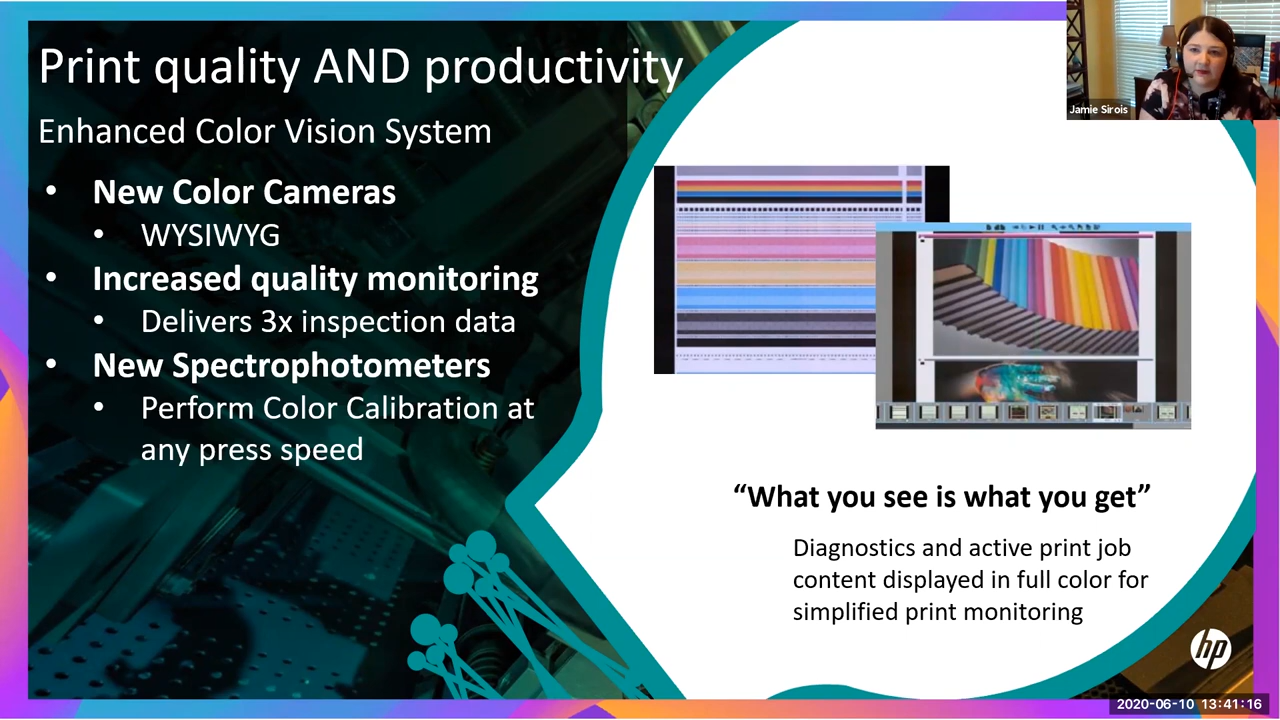 Print quality AND productivity
Enhanced Color Vision System
• New Color Cameras
• WYSIWYG
• Increased quality monitoring
• Delivers 3x inspection data
• New Spectrophotometers
• Perform Color Calibration at
any press speed
Jamie Sirois
“What you see is what you get”
Diagnostics and active print job
content displayed in full color for
simplified print monitoring
hp
2020-06-10 13:41:16